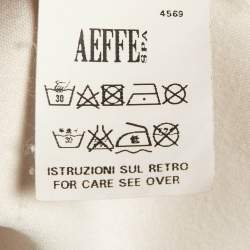 4569
AEFFE SPA
30
30
ISTRUZIONI SUL RETRO
FOR CARE SEE OVER